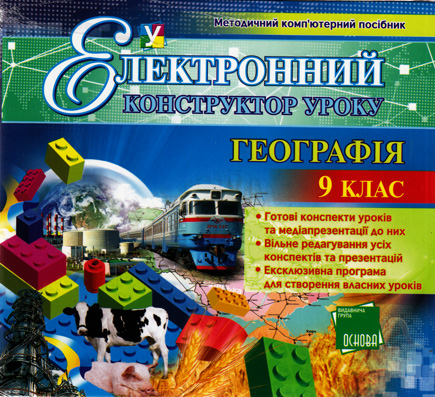 Методичний комп'ютерний посібник
У
Електронний
конструктор уроку
ГЕОГРАФІЯ
9 КЛАС
• Готові конспекти уроків
та медіапрезентації до них
• Вільне редагування усіх
конспектів та презентацій
• Ексклюзивна програма
для створення власних уроків
ВИДАВНИЧА
ГРУПА
ОСНОВА